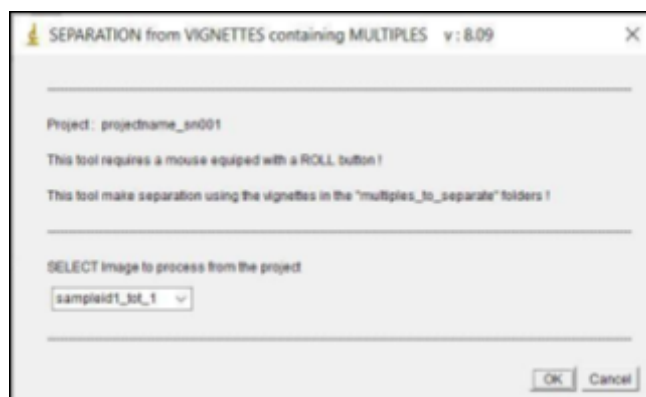 SEPARATION from VIGNETTES containing MULTIPLES v : 8.09
Project : projectname_sn001
This tool requires a mouse equiped with a ROLL button !
This tool make separation using the vignettes in the "multiples_to_separate" folders !
SELECT Image to process from the project
sampleid1_tot_1
OK Cancel